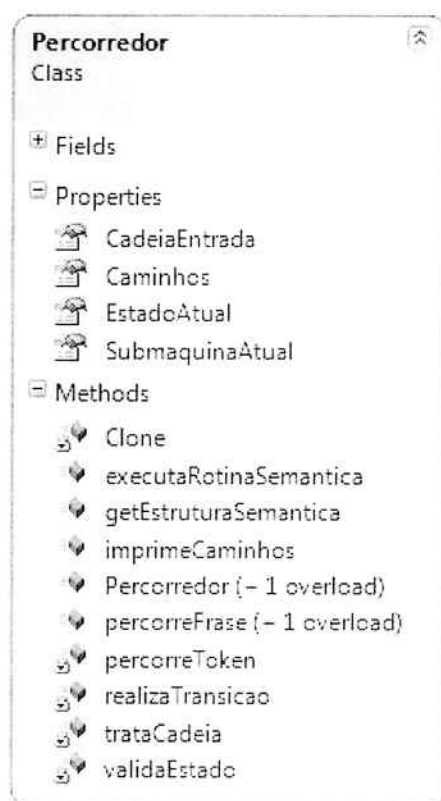 Percorredor
Class
Fields
Properties
CadeiaEntrada
Caminhos
EstadoAtual
SubmaquinaAtual
Methods
Clone
executaRotinaSemantica
getEstruturaSemantica
imprimeCaminhos
Percorredor (+ 1 overload)
percorreFrase (+ 1 overload)
percorreToken
realizaTransicao
trataCadeia
validaEstado